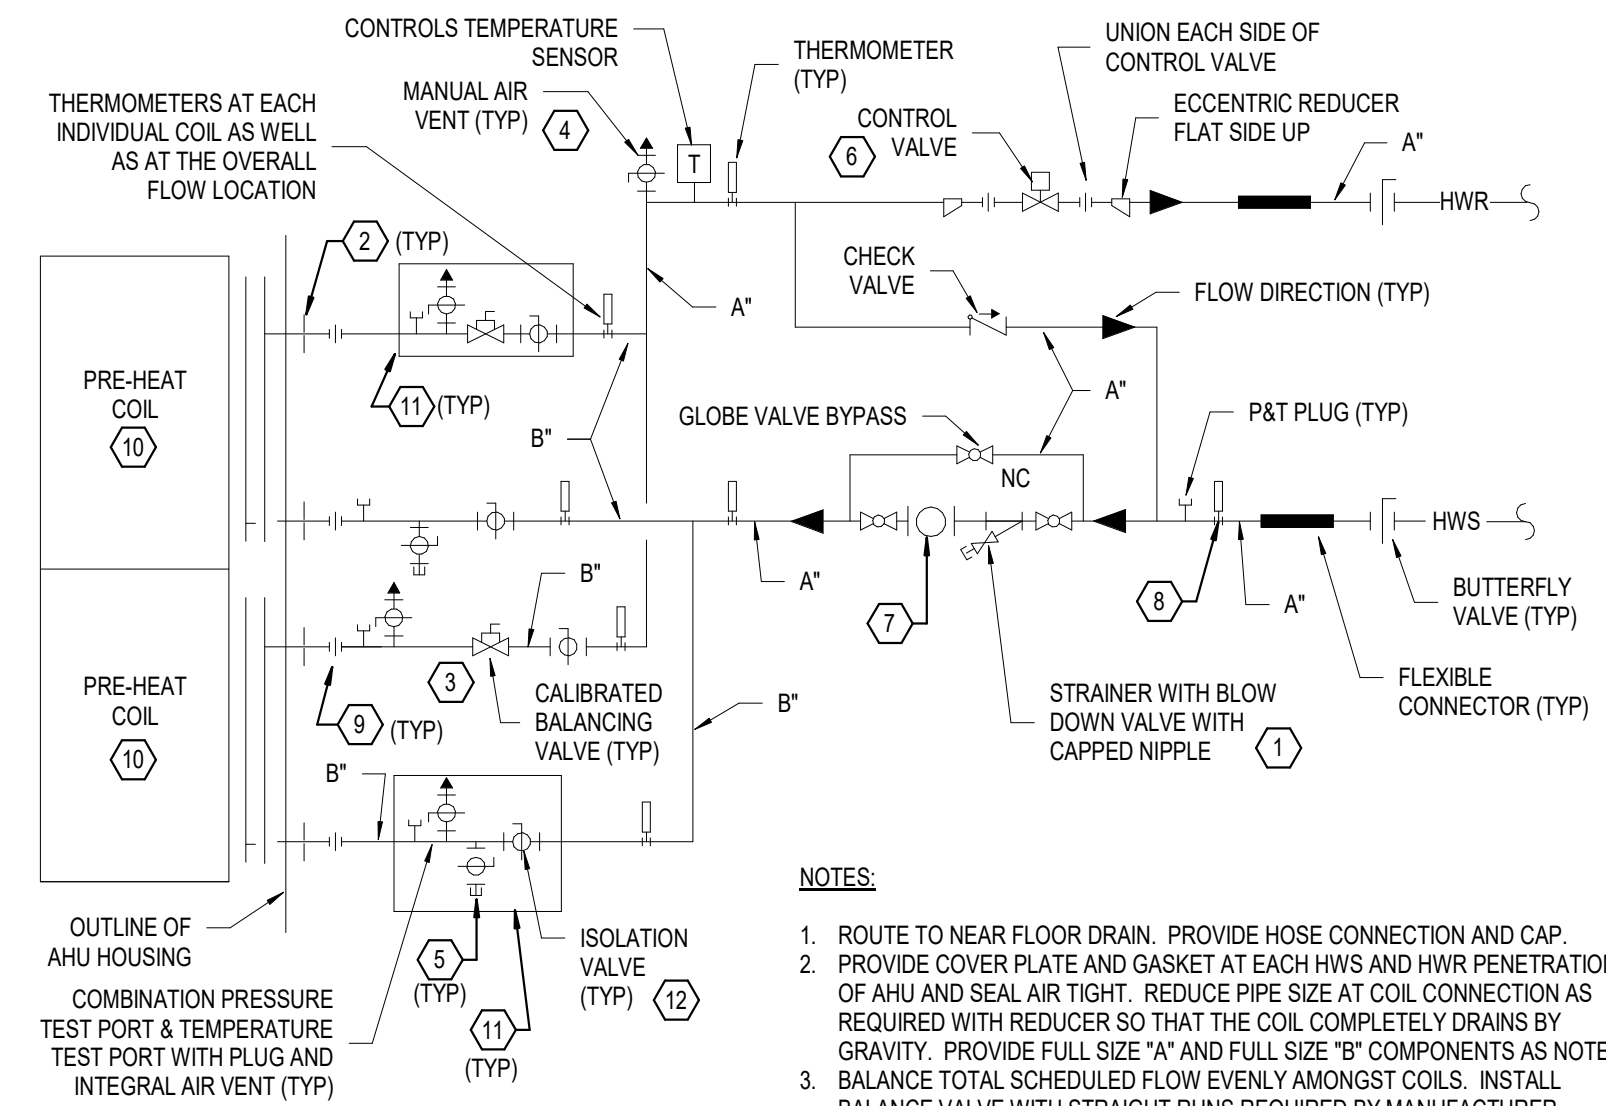 CONTROLS TEMPERATURE
SENSOR
MANUAL AIR
VENT (TYP)
4
T
THERMOMETER
(TYP)
UNION EACH SIDE OF
CONTROL VALVE
ECCENTRIC REDUCER
FLAT SIDE UP
CONTROL
VALVE
6
A"
HWR
THERMOMETERS AT EACH
INDIVIDUAL COIL AS WELL
AS AT THE OVERALL
FLOW LOCATION
2 (TYP)
A"
CHECK
VALVE
FLOW DIRECTION (TYP)
A"
PRE-HEAT
COIL
10
11 (TYP)
B"
GLOBE VALVE BYPASS
NC
P&T PLUG (TYP)
HWS
B"
A"
7
8
A"
BUTTERFLY
VALVE (TYP)
PRE-HEAT
COIL
10
9 (TYP)
3
CALIBRATED
BALANCING
VALVE (TYP)
B"
STRAINER WITH BLOW
DOWN VALVE WITH
CAPPED NIPPLE
1
FLEXIBLE
CONNECTOR (TYP)
B"
OUTLINE OF
AHU HOUSING
5
(TYP)
11
(TYP)
ISOLATION
VALVE
(TYP)
12
COMBINATION PRESSURE
TEST PORT & TEMPERATURE
TEST PORT WITH PLUG AND
INTEGRAL AIR VENT (TYP)
NOTES:
1. ROUTE TO NEAR FLOOR DRAIN. PROVIDE HOSE CONNECTION AND CAP.
2. PROVIDE COVER PLATE AND GASKET AT EACH HWS AND HWR PENETRATION
OF AHU AND SEAL AIR TIGHT. REDUCE PIPE SIZE AT COIL CONNECTION AS
REQUIRED WITH REDUCER SO THAT THE COIL COMPLETELY DRAINS BY
GRAVITY. PROVIDE FULL SIZE "A" AND FULL SIZE "B" COMPONENTS AS NOTE
3. BALANCE TOTAL SCHEDULED FLOW EVENLY AMONGST COILS. INSTALL
BALANCE VALVE WITH STRAIGHT RUNS REQUIRED BY MANUFACTURER